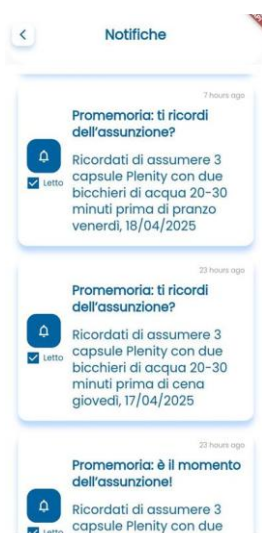 Notifiche
7 hours ago
Promemoria: ti ricordi
dell'assunzione?
Ricordati di assumere 3
Letto
capsule Plenity con due
bicchieri di acqua 20-30
minuti prima di pranzo
venerdì, 18/04/2025
23 hours ago
Promemoria: ti ricordi
dell'assunzione?
Ricordati di assumere 3
Letto
capsule Plenity con due
bicchieri di acqua 20-30
minuti prima di cena
giovedì, 17/04/2025
23 hours ago
Promemoria: è il momento
dell'assunzione!
Ricordati di assumere 3
Letto
capsule Plenity con due